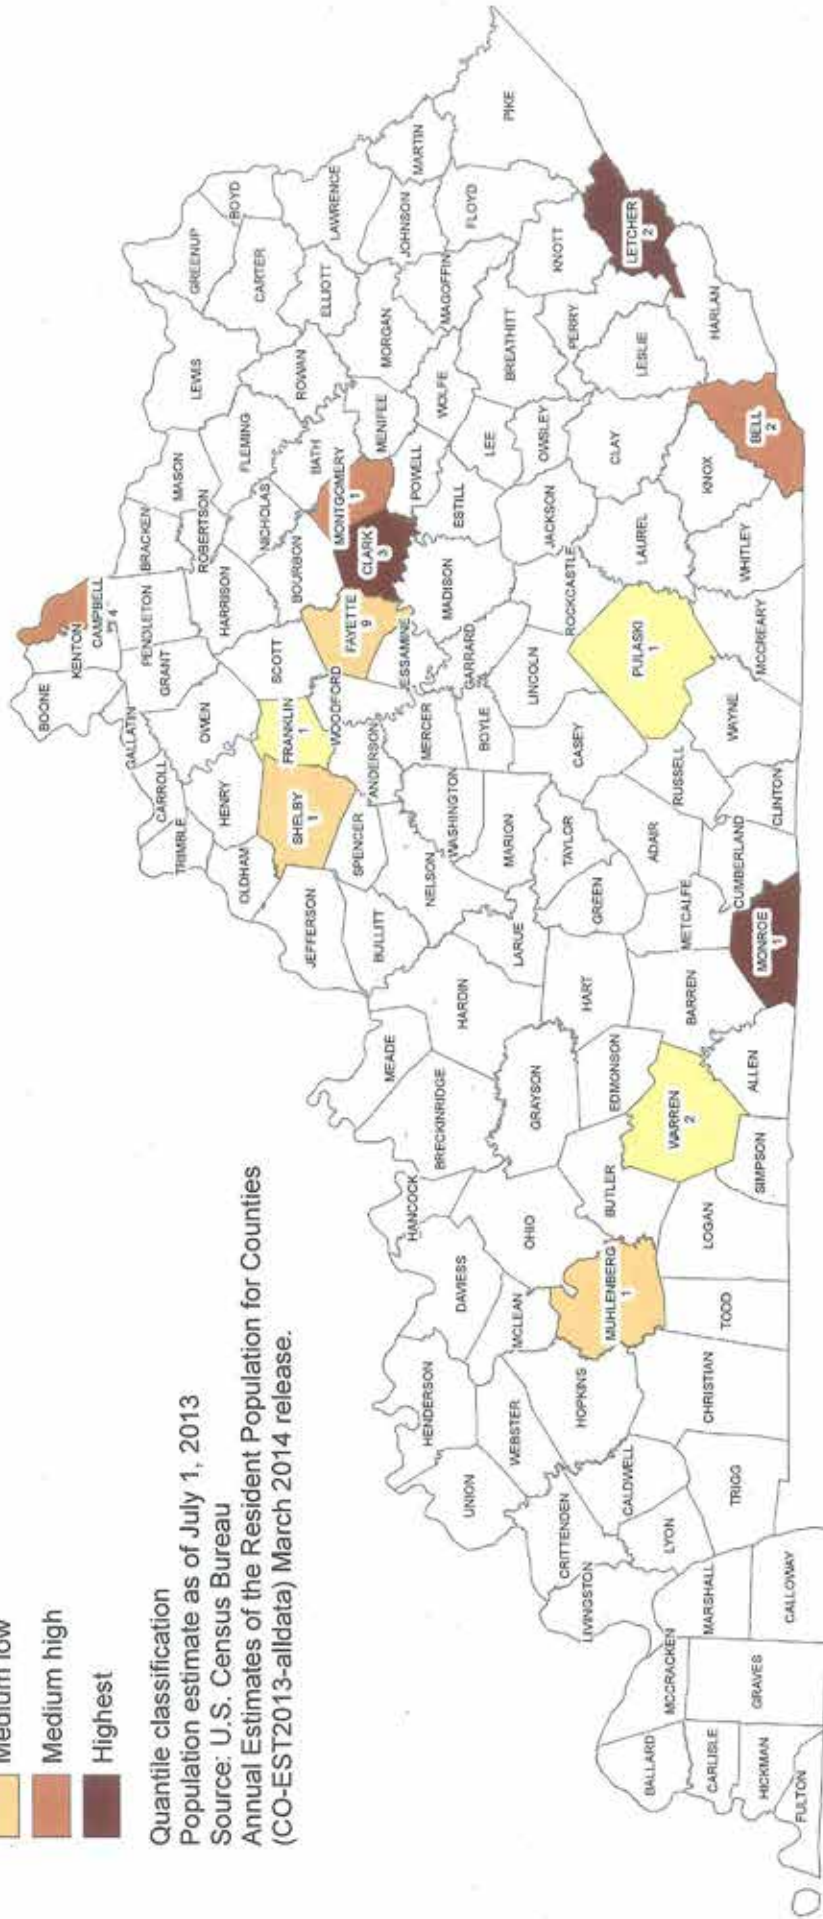 Medium low
Medium high
Highest
Quantile classification
Population estimate as of July 1, 2013
Source: U.S. Census Bureau
Annual Estimates of the Resident Population for Counties
(CO-EST2013-alldata) March 2014 release.
BOONE
KENTON
CAMPBELL
4
GALLATIN
CARROLL
TRIMBLE
GRANT
PENDLETON
BRACKEN
MASON
ROBERTSON
LEWIS
GREENUP
BOYD
CARTER
FLEMING
ROWAN
ELLIOTT
LAWRENCE
OWEN
HENRY
OLDHAM
HARRISON
NICHOLAS
BATH
SCOTT
BOURBON
MONTGOMERY
1
MENIFEE
MORGAN
JOHNSON
MARTIN
FRANKLIN
1
SHELBY
1
JEFFERSON
WOODFORD
FAYETTE
9
CLARK
3
POWELL
WOLFE
MAGOFFIN
FLOYD
PIKE
SPENCER
ANDERSON
BULLITT
JESSAMINE
MADISON
ESTILL
LEE
BREATHITT
KNOTT
MEADE
BRECKINRIDGE
HANCOCK
HARDIN
NELSON
WASHINGTON
MERCER
BOYLE
GARRARD
OWSLEY
PERRY
LETCHER
2
HENDERSON
DAVIESS
UNION
WEBSTER
MCLEAN
OHIO
GRAYSON
LARUE
MARION
LINCOLN
ROCKCASTLE
JACKSON
CLAY
LESLIE
HARLAN
HART
GREEN
TAYLOR
CASEY
PULASKI
1
LAUREL
KNOX
BELL
2
CRITTENDEN
LIVINGSTON
HOPKINS
MUHLENBERG
1
BUTLER
EDMONSON
CALDWELL
LYON
WARREN
2
BARREN
METCALFE
ADAIR
RUSSELL
WAYNE
MCCREARY
WHITLEY
BALLARD
MCCRACKEN
MARSHALL
TRIGG
CHRISTIAN
TODD
LOGAN
SIMPSON
ALLEN
MONROE
1
CUMBERLAND
CLINTON
CARLISLE
GRAVES
CALLOWAY
HICKMAN
FULTON